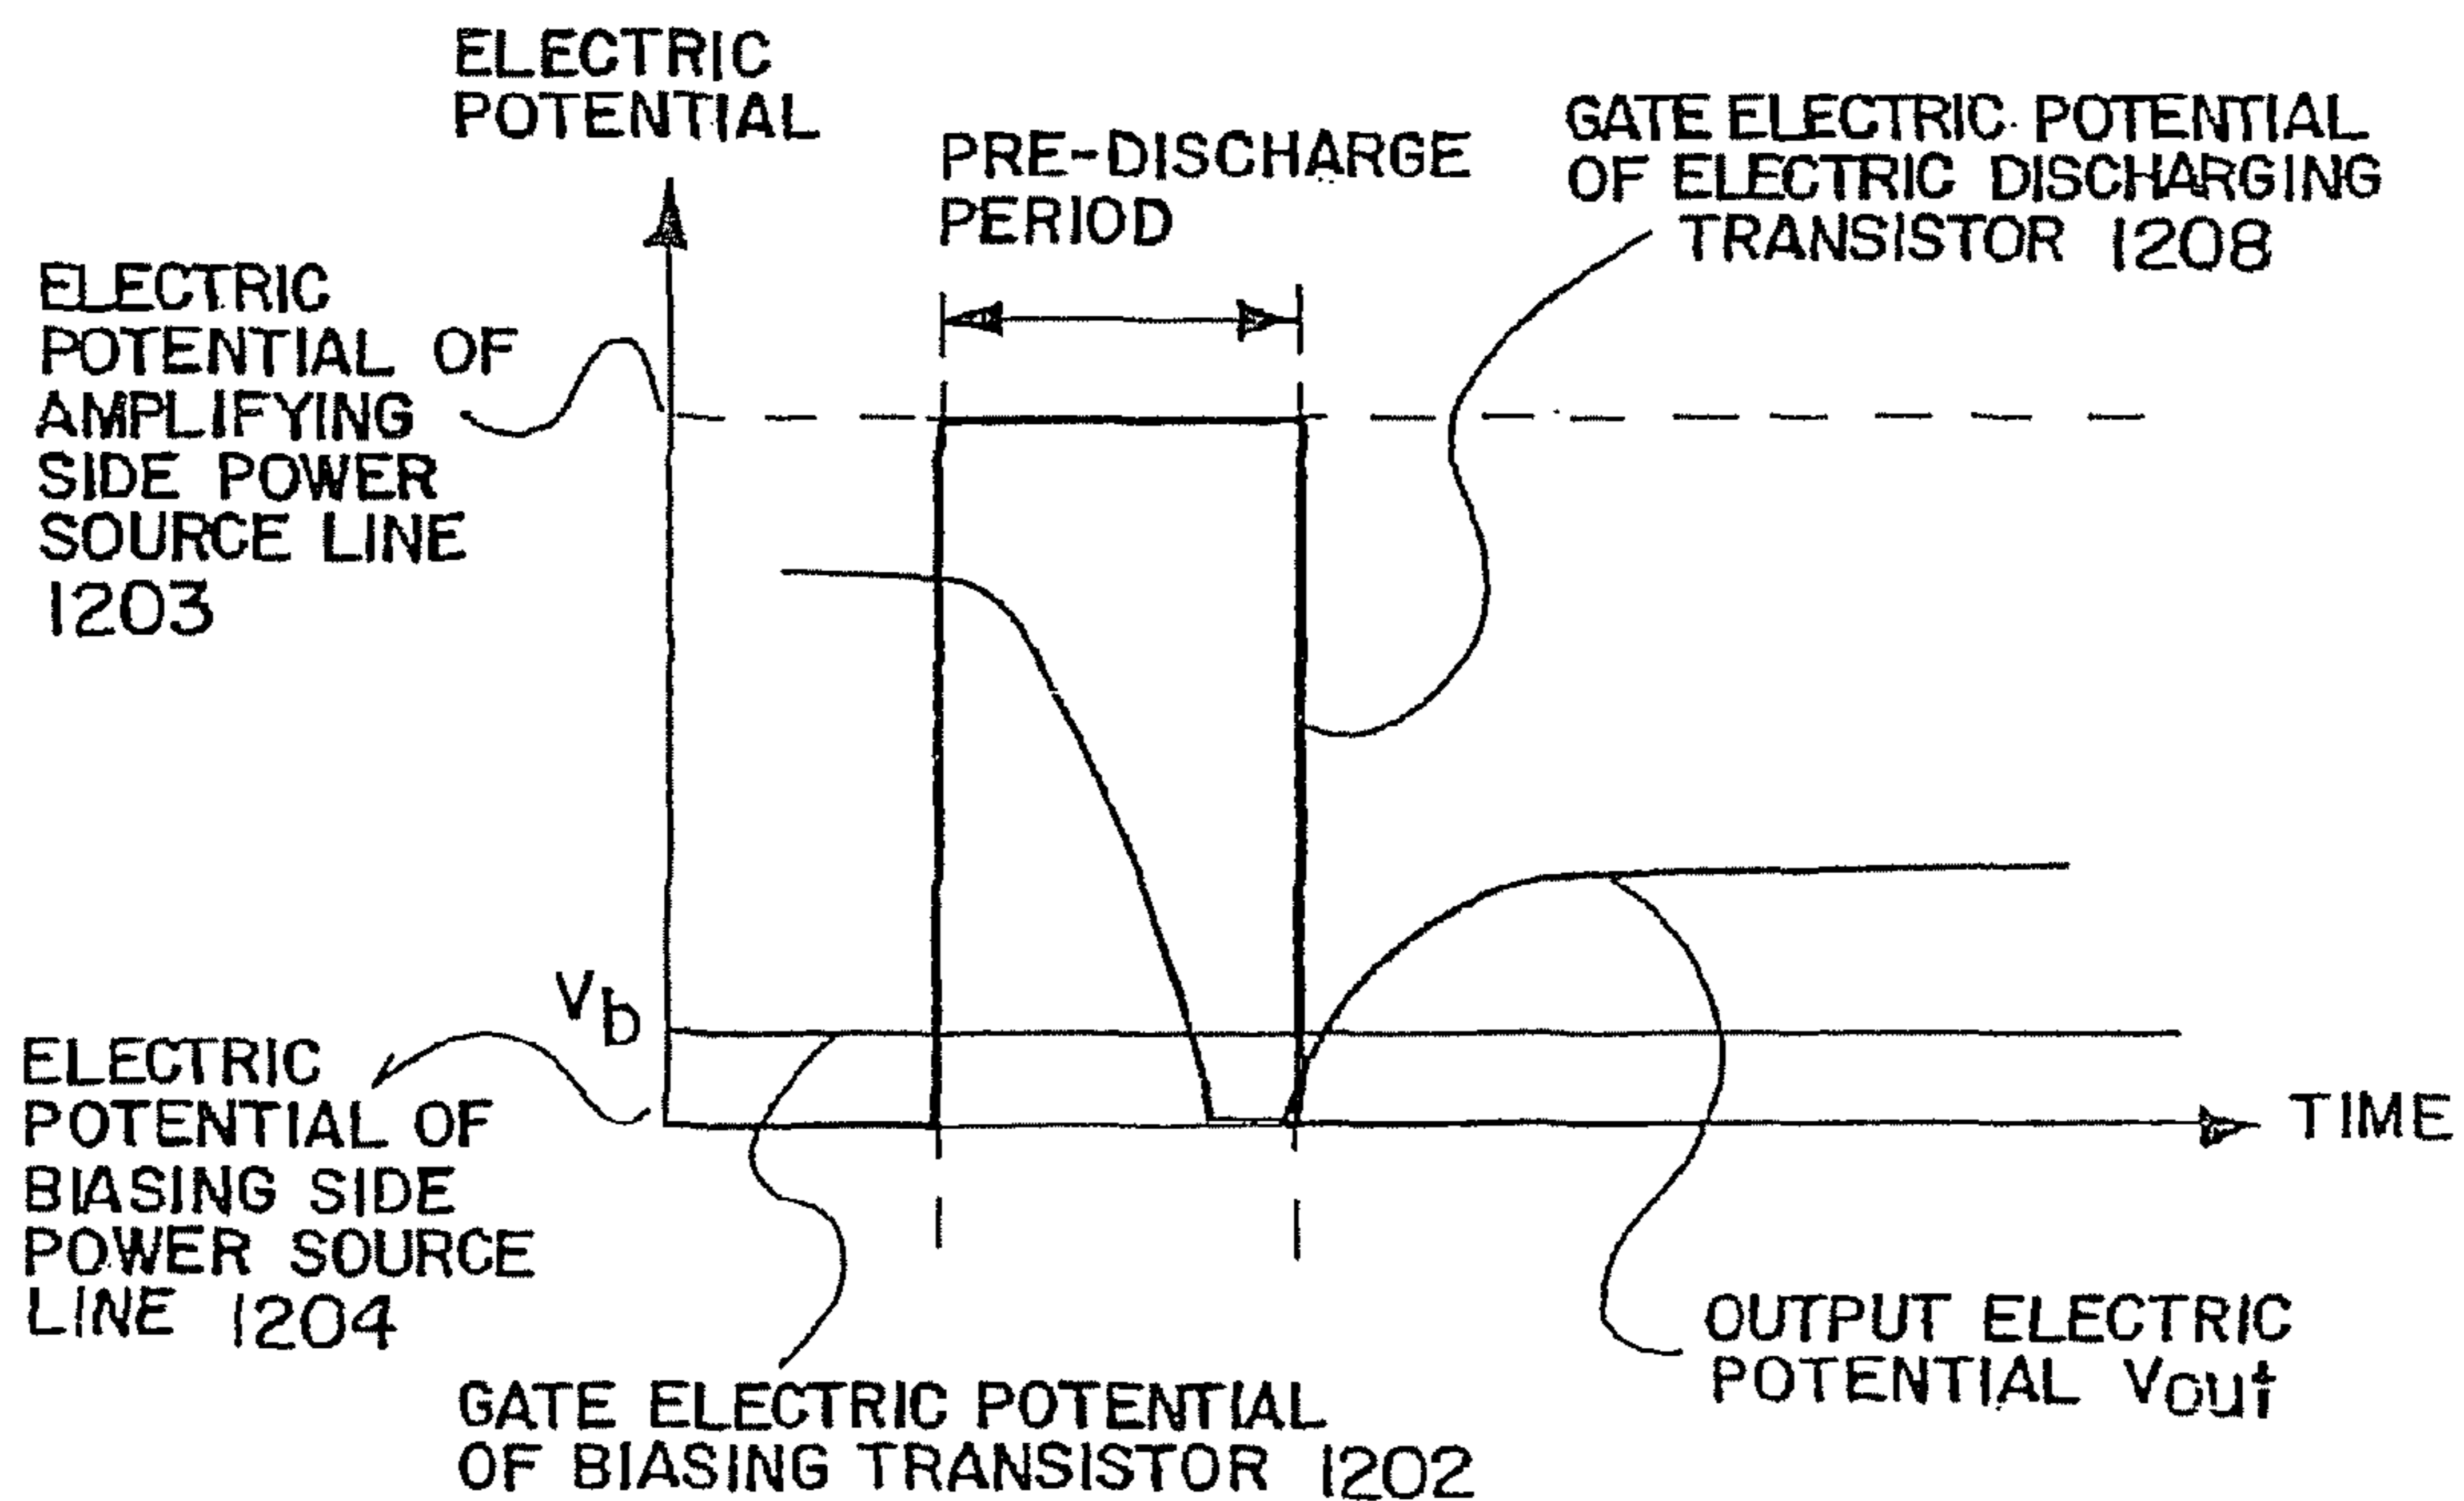 ELECTRIC
POTENTIAL
PRE-DISCHARGE
PERIOD
GATE ELECTRIC POTENTIAL
OF ELECTRIC DISCHARGING
TRANSISTOR 1208
ELECTRIC
POTENTIAL OF
AMPLIFYING
SIDE POWER
SOURCE LINE
1203
Vb
ELECTRIC
POTENTIAL OF
BIASING SIDE
POWER SOURCE
LINE 1204
TIME
OUTPUT ELECTRIC
POTENTIAL Vout
GATE ELECTRIC POTENTIAL
OF BIASING TRANSISTOR 1202